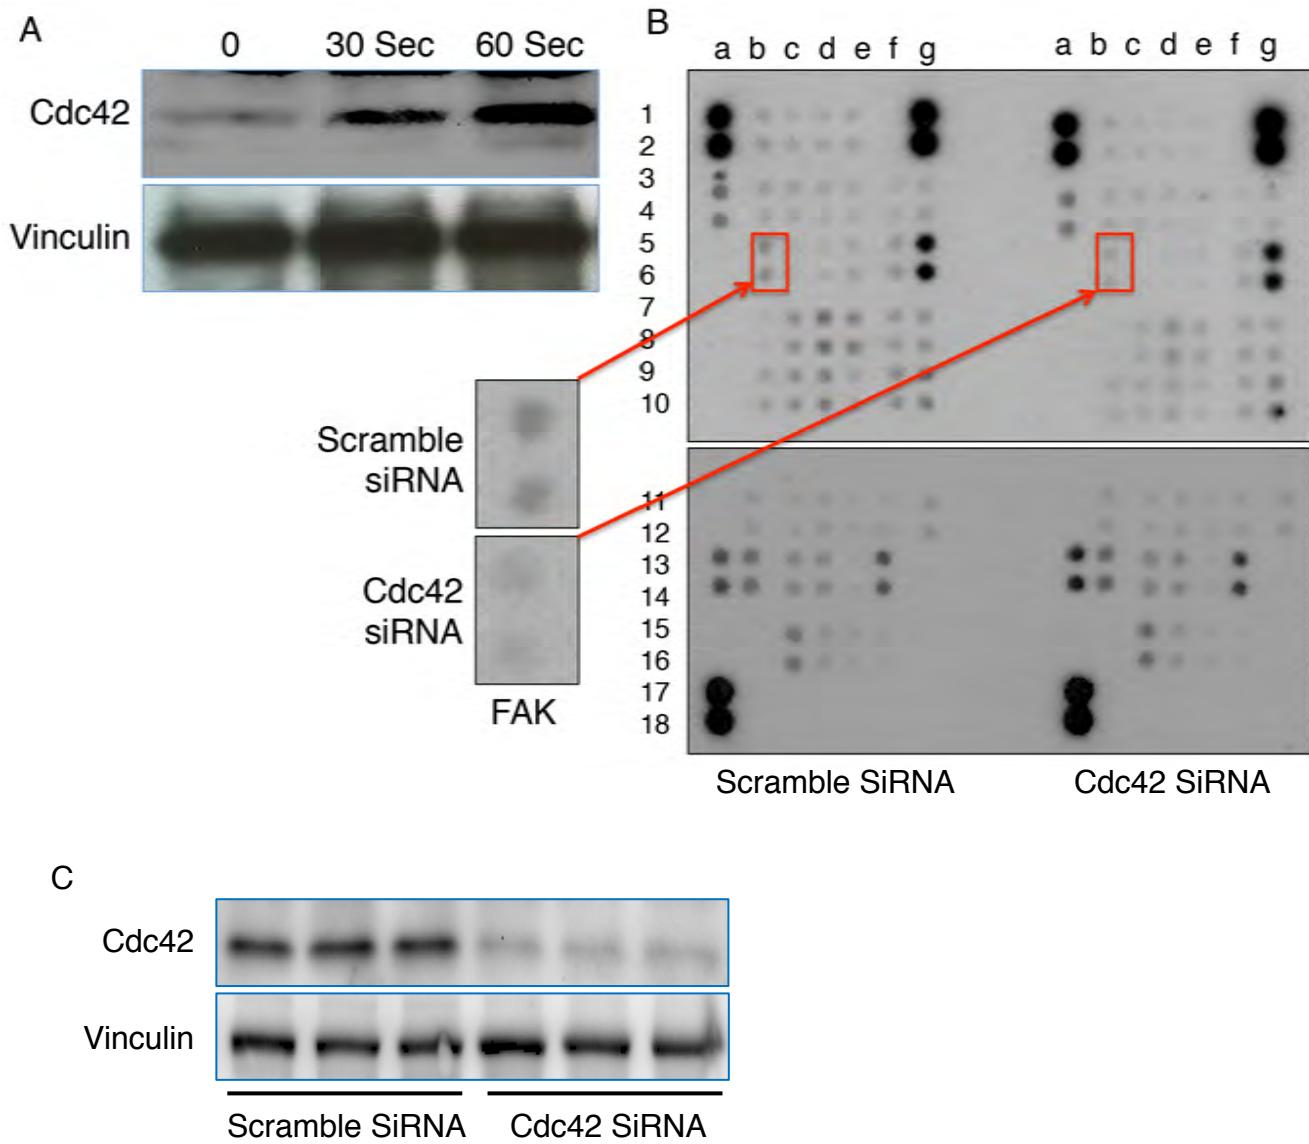 A
0 30 Sec 60 Sec
Cdc42
Vinculin
B
a b c d e f g a b c d e f g
1
2
3
4
5
6
7
8
9
10
11
12
13
14
15
16
17
18
Scramble SiRNA Cdc42 SiRNA
Scramble
siRNA
Cdc42
siRNA
FAK
C
Cdc42
Vinculin
Scramble SiRNA Cdc42 SiRNA